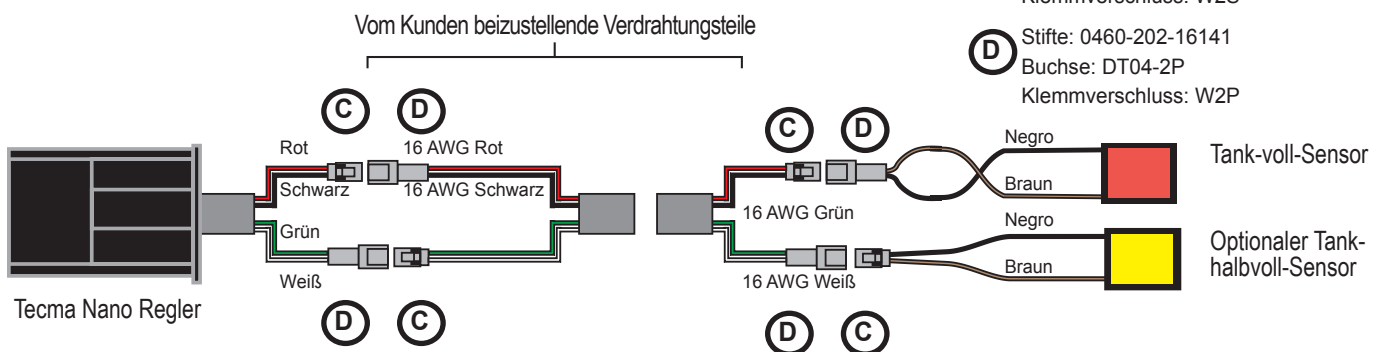 Klemmverschluss: W2S
Vom Kunden beizustellende Verdrahtungsteile
D
Stifte: 0460-202-16141
Buchse: DT04-2P
Klemmverschluss: W2P
C
D
Rot
16 AWG Rot
Schwarz
16 AWG Schwarz
Grün
Weiß
D
C
Tecma Nano Regler
C
D
16 AWG Grün
16 AWG Weiß
D
C
Negro
Braun
Tank-voll-Sensor
Negro
Braun
Optionaler Tank-
halbvoll-Sensor